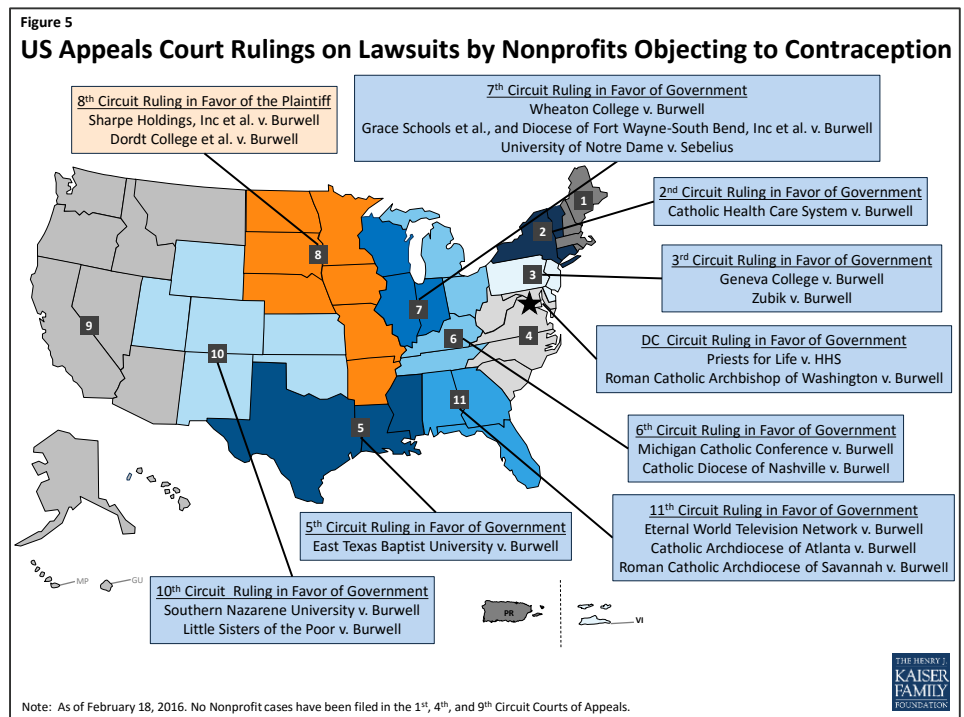 Figure 5
US Appeals Court Rulings on Lawsuits by Nonprofits Objecting to Contraception
8th Circuit Ruling in Favor of the Plaintiff
Sharpe Holdings, Inc et al. v. Burwell
Dordt College et al. v. Burwell
7th Circuit Ruling in Favor of Government
Wheaton College v. Burwell
Grace Schools et al., and Diocese of Fort Wayne-South Bend, Inc et al. v. Burwell
University of Notre Dame v. Sebelius
2nd Circuit Ruling in Favor of Government
Catholic Health Care System v. Burwell
3rd Circuit Ruling in Favor of Government
Geneva College v. Burwell
Zubik v. Burwell
DC Circuit Ruling in Favor of Government
Priests for Life v. HHS
Roman Catholic Archbishop of Washington v. Burwell
6th Circuit Ruling in Favor of Government
Michigan Catholic Conference v. Burwell
Catholic Diocese of Nashville v. Burwell
11th Circuit Ruling in Favor of Government
Eternal World Television Network v. Burwell
Catholic Archdiocese of Atlanta v. Burwell
Roman Catholic Archdiocese of Savannah v. Burwell
5th Circuit Ruling in Favor of Government
East Texas Baptist University v. Burwell
10th Circuit Ruling in Favor of Government
Southern Nazarene University v. Burwell
Little Sisters of the Poor v. Burwell
1
2
3
4
5
6
7
8
9
10
11
MP
GU
PR
VI
Note: As of February 18, 2016. No Nonprofit cases have been filed in the 1st, 4th, and 9th Circuit Courts of Appeals.
THE HENRY J.
KAISER
FAMILY
FOUNDATION